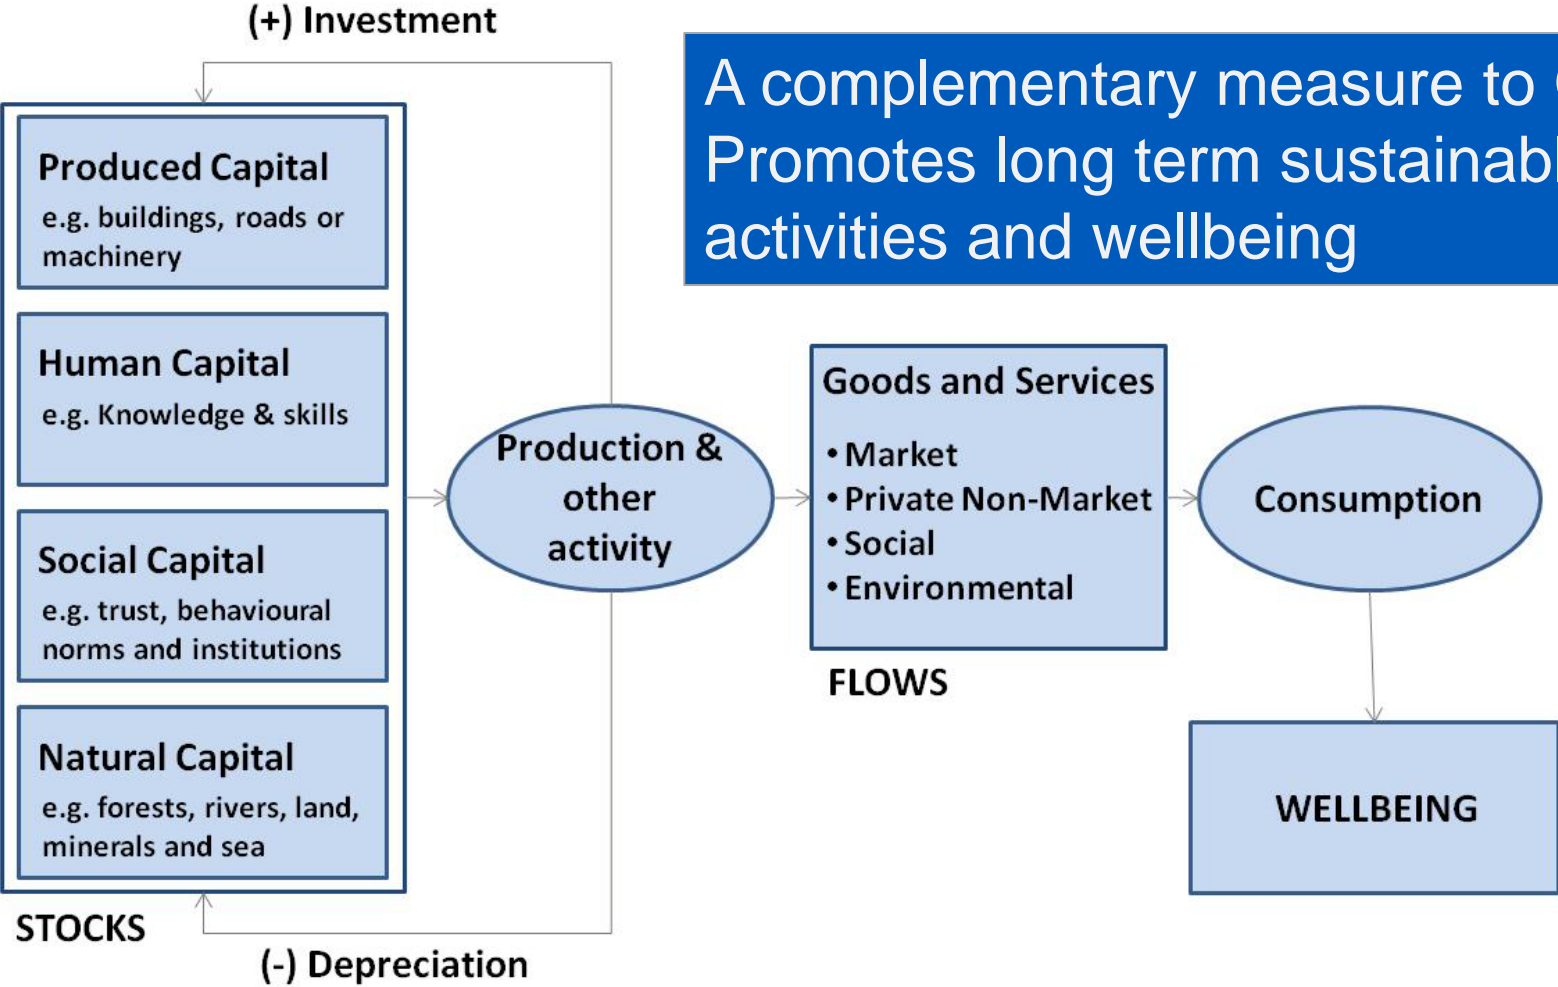 (+) Investment
A complementary measure to
Promotes long term
activities and wellbeing
Produced Capital
e.g. buildings, roads or
machinery
Human Capital
e.g. Knowledge & skills
Social Capital
e.g. trust, behavioural
norms and institutions
Natural Capital
e.g. forests, rivers, land,
minerals and sea
STOCKS
(-) Depreciation
Production &
other
activity
Goods and Services
• Market
• Private Non-Market
• Social
• Environmental
FLOWS
Consumption
WELLBEING